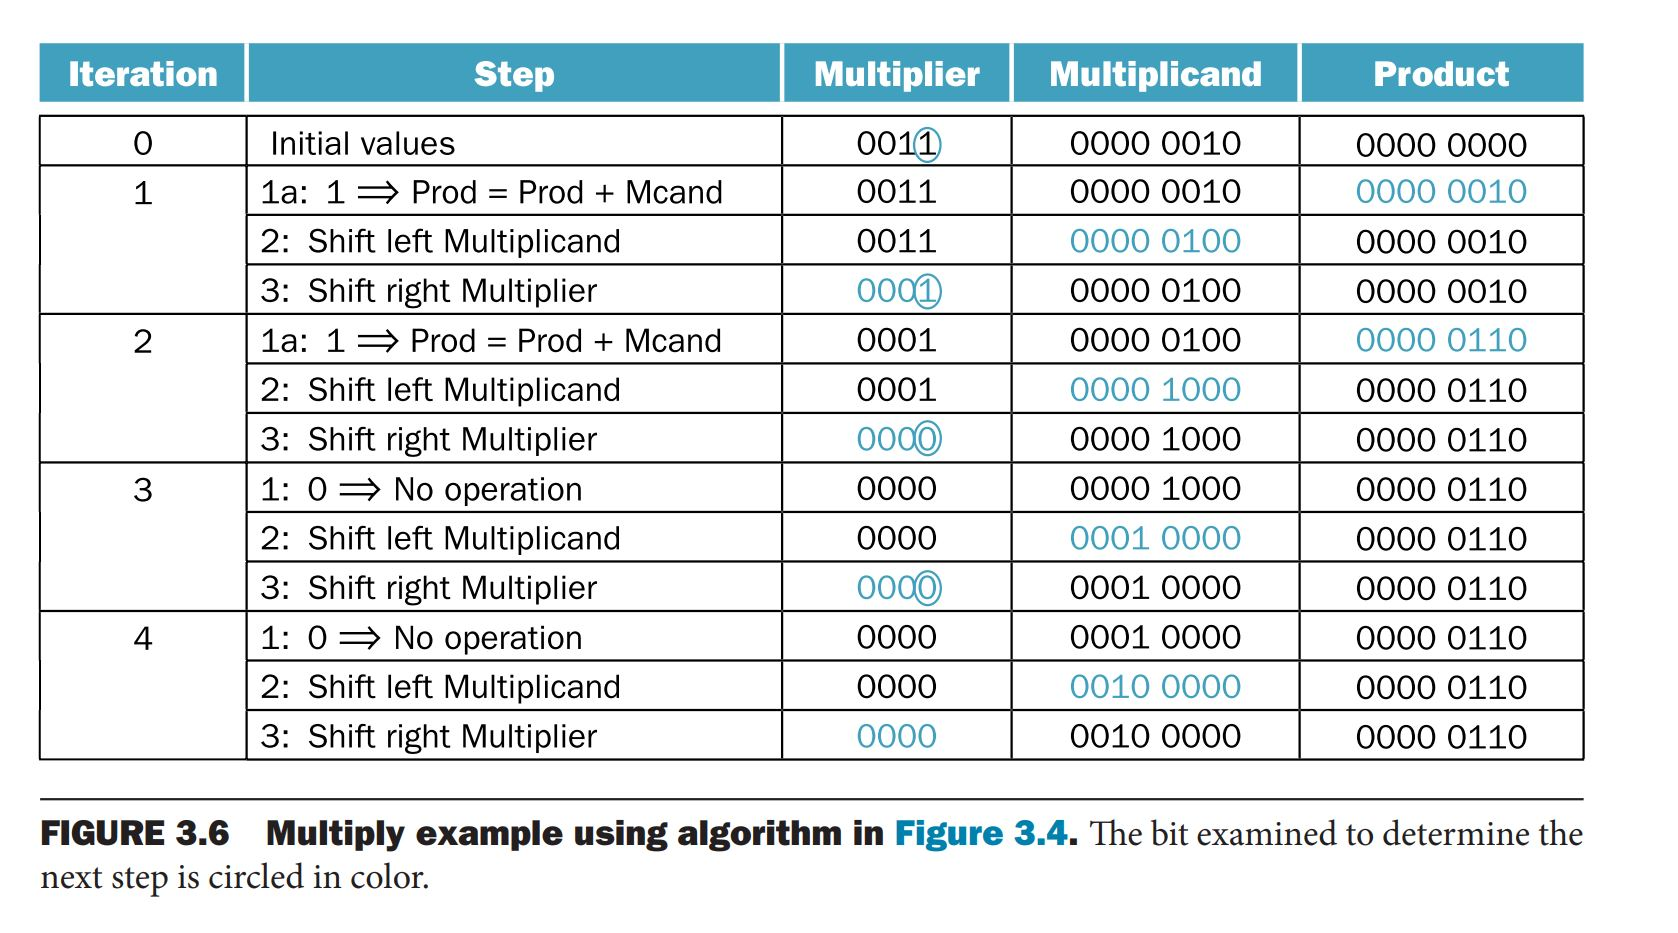 Iteration Step Multiplier Multiplicand Product
0 Initial values 0011 0000 0010 0000 0000
1 1a: 1 ⟹ Prod = Prod + Mcand 0011 0000 0010 0000 0010
2: Shift left Multiplicand 0011 0000 0100 0000 0010
3: Shift right Multiplier 0001 0000 0100 0000 0010
2 1a: 1 ⟹ Prod = Prod + Mcand 0001 0000 0100 0000 0110
2: Shift left Multiplicand 0001 0000 1000 0000 0110
3: Shift right Multiplier 0000 0000 1000 0000 0110
3 1: 0 ⟹ No operation 0000 0000 1000 0000 0110
2: Shift left Multiplicand 0000 0001 0000 0000 0110
3: Shift right Multiplier 0000 0001 0000 0000 0110
4 1: 0 ⟹ No operation 0000 0001 0000 0000 0110
2: Shift left Multiplicand 0000 0010 0000 0000 0110
3: Shift right Multiplier 0000 0010 0000 0000 0110
FIGURE 3.6 Multiply example using algorithm in Figure 3.4. The bit examined to determine the
next step is circled in color.